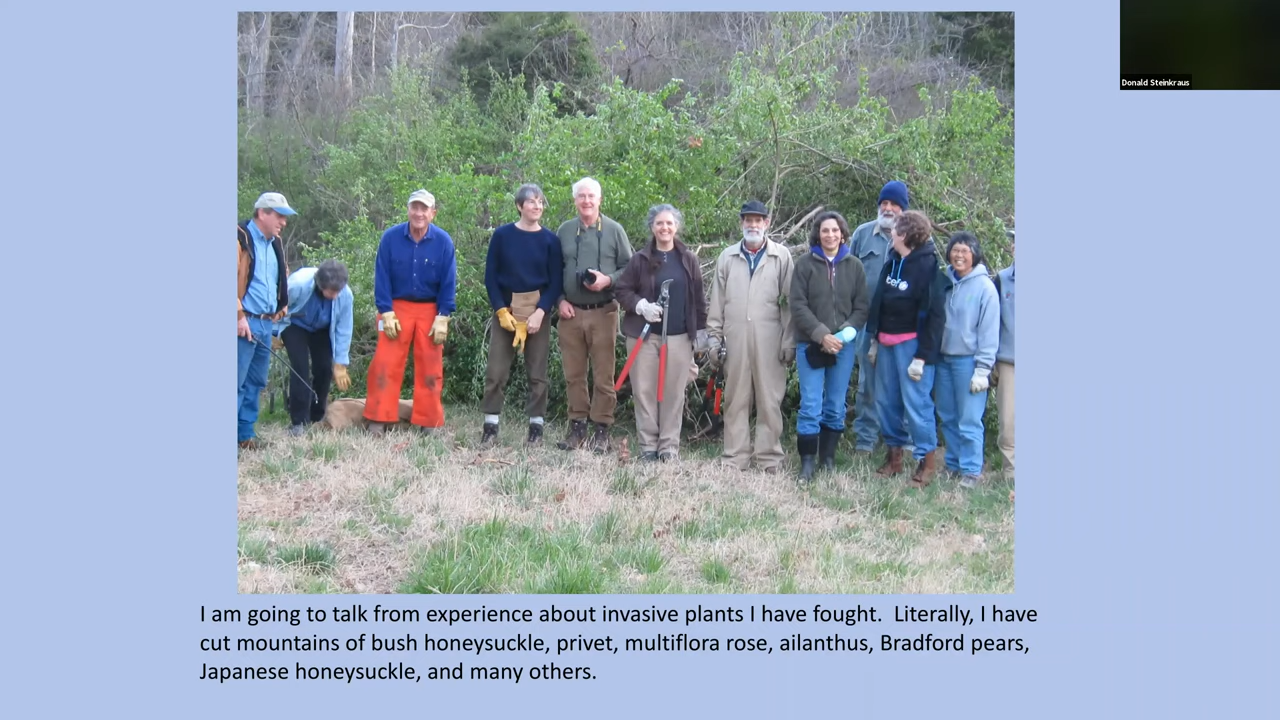 Donald Steinkraus
I am going to talk from experience about invasive plants I have fought.  Literally, I have
cut mountains of bush honeysuckle, privet, multiflora rose, ailanthus, Bradford pears,
Japanese honeysuckle, and many others.